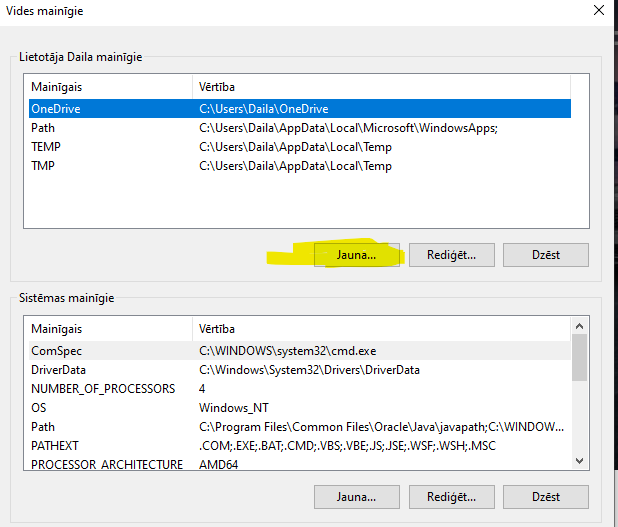 Vides mainīgie
Lietotāja Daila mainīgie
Mainīgais Vērtība
OneDrive C:\Users\Daila\OneDrive
Path C:\Users\Daila\AppData\Local\Microsoft\WindowsApps;
TEMP C:\Users\Daila\AppData\Local\Temp
TMP C:\Users\Daila\AppData\Local\Temp
Jauna... Rediģēt... Dzēst
Sistēmas mainīgie
Mainīgais Vērtība
ComSpec C:\WINDOWS\system32\cmd.exe
DriverData C:\Windows\System32\Drivers\DriverData
NUMBER_OF_PROCESSORS 4
OS Windows_NT
Path C:\Program Files\Common Files\Oracle\Java\javapath;C:\WINDOW...
PATHEXT .COM;.EXE;.BAT;.CMD;.VBS;.VBE;.JS;.JSE;.WSF;.WSH;.MSC
PROCESSOR_ARCHITECTURE AMD64
Jauna... Rediģēt... Dzēst